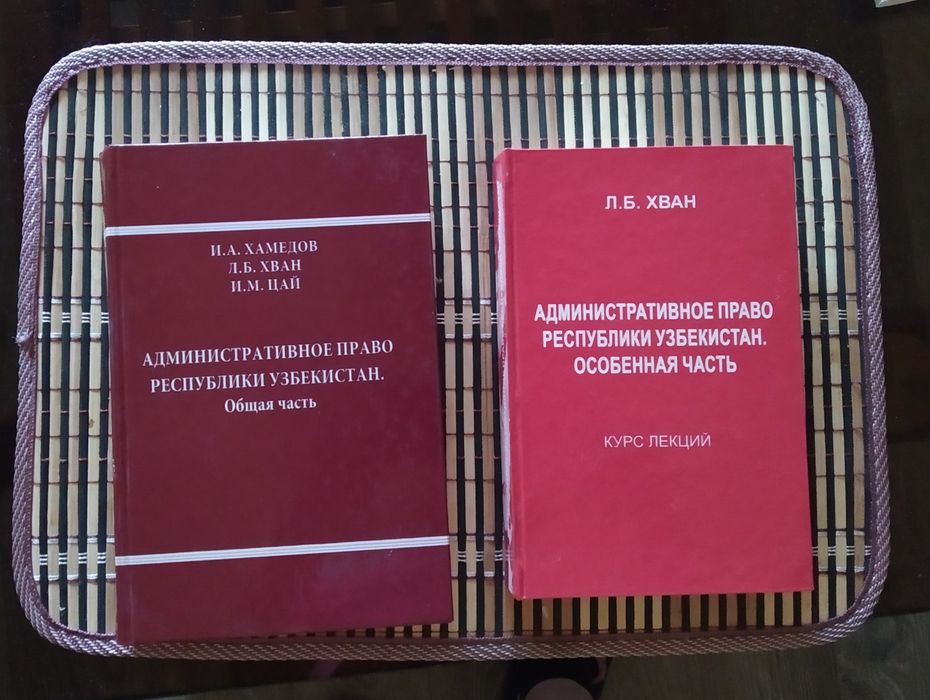 И.А. ХАМЕДОВ
Л.Б. ХВАН
И.М. ЦАЙ
АДМИНИСТРАТИВНОЕ ПРАВО
РЕСПУБЛИКИ УЗБЕКИСТАН.
Общая часть
Л.Б. ХВАН
АДМИНИСТРАТИВНОЕ ПРАВО
РЕСПУБЛИКИ УЗБЕКИСТАН.
ОСОБЕННАЯ ЧАСТЬ
КУРС ЛЕКЦИЙ